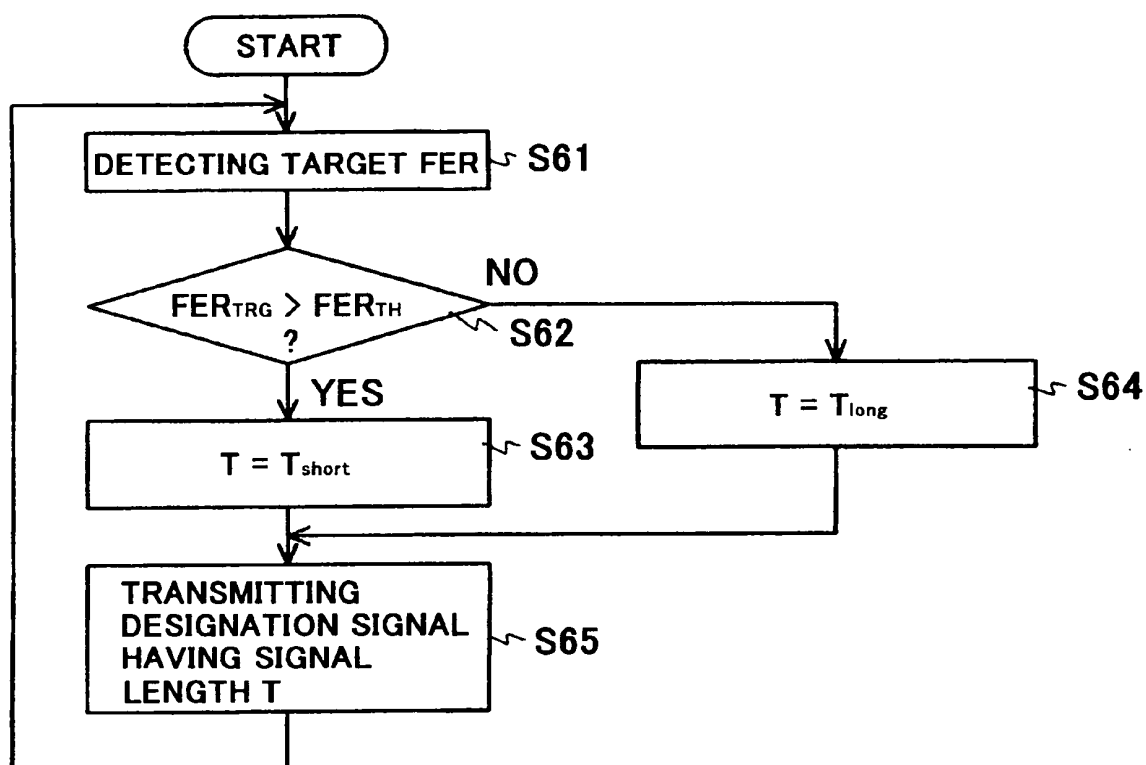 START
DETECTING TARGET FER
S61
FERTRG > FERTH
?
S62
NO
YES
T = Tshort
S63
T = Tlong
S64
TRANSMITTING
DESIGNATION SIGNAL
HAVING SIGNAL
LENGTH T
S65